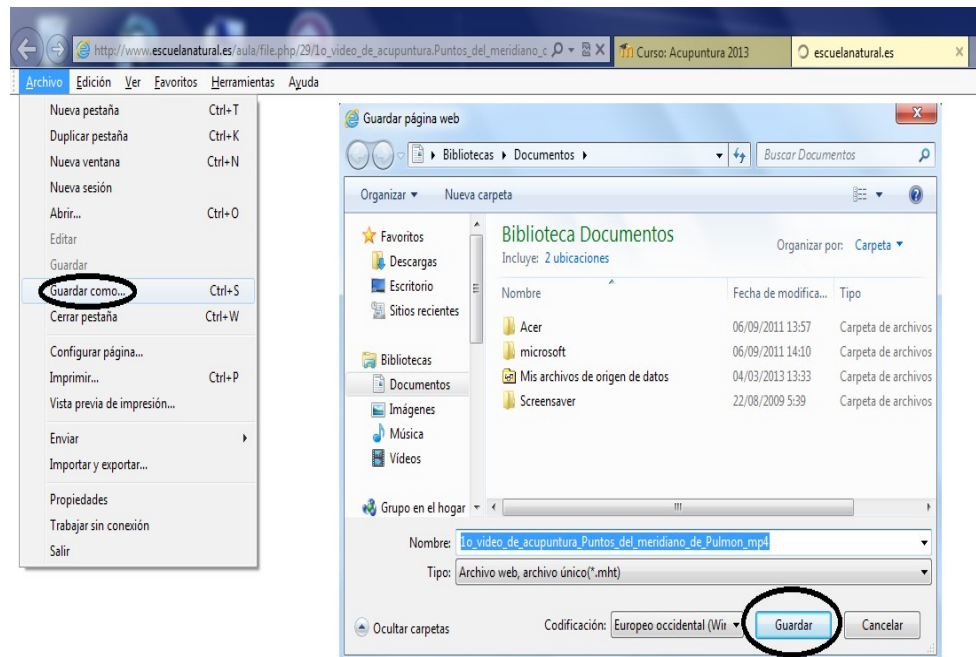 http://www.escuelanatural.es/aula/file.php/29/1o_video_de_acupuntura.Puntos_del_meridiano_c
Curso: Acupuntura 2013
escuelanatural.es
Archivo Edición Ver Favoritos Herramientas Ayuda
Nueva pestaña Ctrl+T
Duplicar pestaña Ctrl+K
Nueva ventana Ctrl+N
Nueva sesión
Abrir... Ctrl+O
Editar
Guardar
Guardar como... Ctrl+S
Cerrar pestaña Ctrl+W
Configurar página...
Imprimir... Ctrl+P
Vista previa de impresión...
Enviar
Importar y exportar...
Propiedades
Trabajar sin conexión
Salir
Guardar página web
Bibliotecas Documentos
Buscar Documentos
Organizar Nueva carpeta
Favoritos
Descargas
Escritorio
Sitios recientes
Bibliotecas
Documentos
Imágenes
Música
Vídeos
Grupo en el hogar
Biblioteca Documentos
Incluye: 2 ubicaciones
Organizar por: Carpeta
Nombre Fecha de modifica... Tipo
Acer 06/09/2011 13:57 Carpeta de archivos
microsoft 06/09/2011 14:10 Carpeta de archivos
Mis archivos de origen de datos 04/03/2013 13:33 Carpeta de archivos
Screensaver 22/08/2009 5:39 Carpeta de archivos
Nombre: 1o_video_de_acupuntura_Puntos_del_meridiano_de_Pulmon_mp4
Tipo: Archivo web, archivo único(*.mht)
Ocultar carpetas
Codificación: Europeo occidental (Wir
Guardar
Cancelar